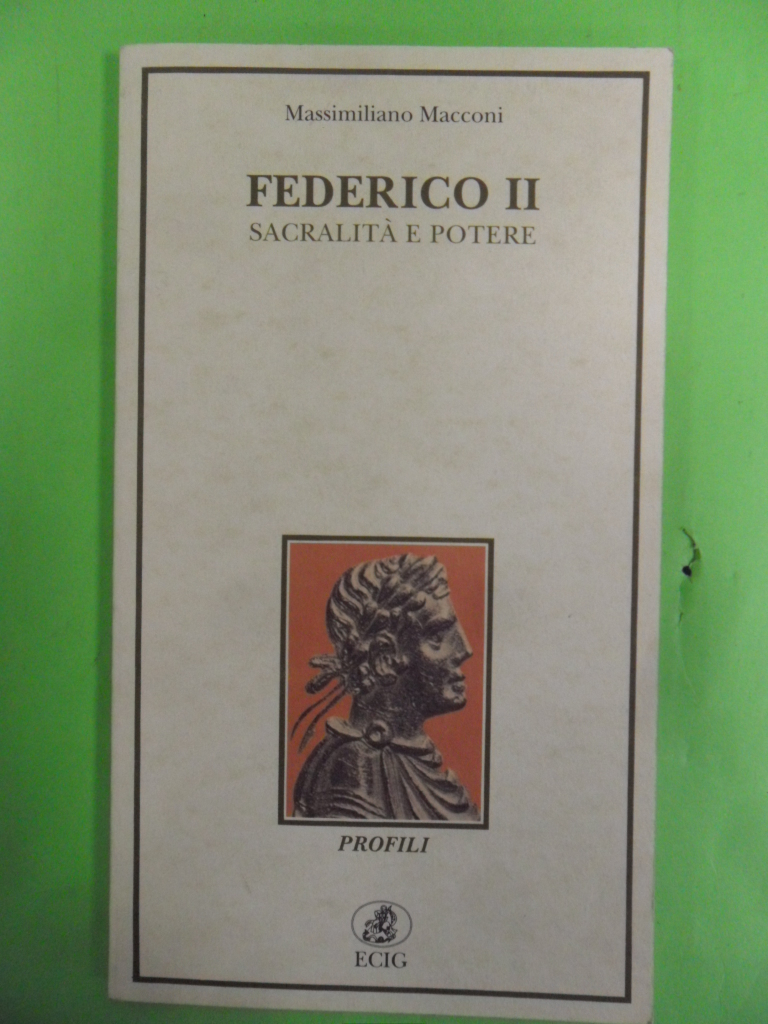 Massimiliano Macconi
FEDERICO II
SACRALITÀ E POTERE
PROFILI
ECIG